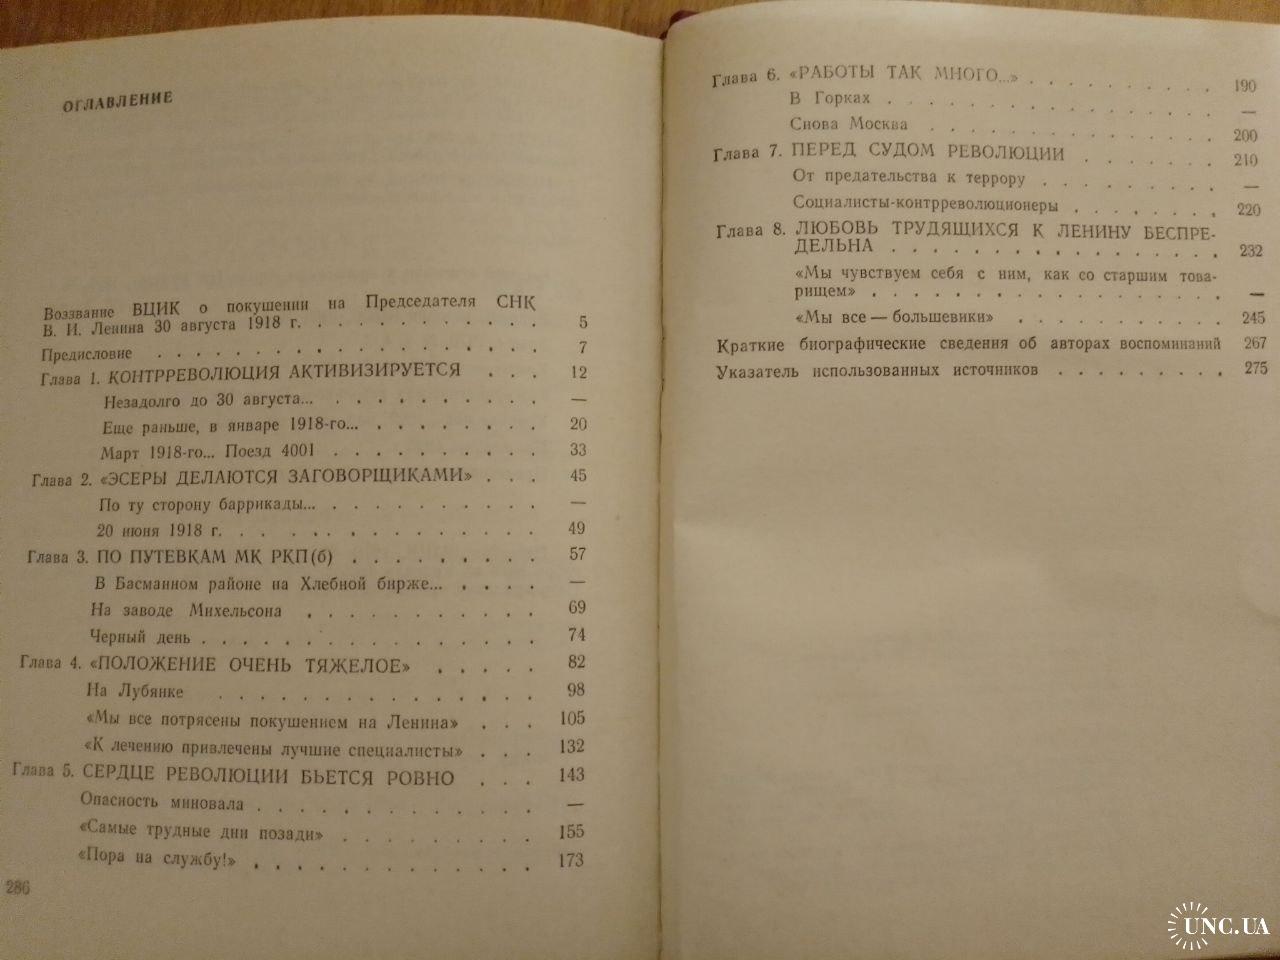 ОГЛАВЛЕНИЕ
Воззвание ВЦИК о покушении на Председателя СНК
В. И. Ленина 30 августа 1918 г. . . . . . . . . . . . 5
Предисловие . . . . . . . . . . . . . . . . . 7
Глава 1. КОНТРРЕВОЛЮЦИЯ АКТИВИЗИРУЕТСЯ . . . 12
Незадолго до 30 августа... . . . . . . . . . . —
Еще раньше, в январе 1918-го... . . . . . . . . 20
Март 1918-го... Поезд 4001 . . . . . . . . . . 33
Глава 2. «ЭСЕРЫ ДЕЛАЮТСЯ ЗАГОВОРЩИКАМИ» . . . 45
По ту сторону баррикады... . . . . . . . . . . —
20 июня 1918 г. . . . . . . . . . . . . . . 49
Глава 3. ПО ПУТЕВКАМ МК РКП(б) . . . . . . . . . 57
В Басманном районе на Хлебной бирже... . . . . —
На заводе Михельсона . . . . . . . . . . . 69
Черный день . . . . . . . . . . . . . . . 74
Глава 4. «ПОЛОЖЕНИЕ ОЧЕНЬ ТЯЖЕЛОЕ» . . . . . 82
На Лубянке . . . . . . . . . . . . . . 98
«Мы все потрясены покушением на Ленина» . . . 105
«К лечению привлечены лучшие специалисты» . . . 132
Глава 5. СЕРДЦЕ РЕВОЛЮЦИИ БЬЕТСЯ РОВНО . . . 143
Опасность миновала . . . . . . . . . . . . . —
«Самые трудные дни позади» . . . . . . . . . 155
«Пора на службу!» . . . . . . . . . . . . . 173
286
Глава 6. «РАБОТЫ ТАК МНОГО...» . . . . . . . . . . 190
В Горках . . . . . . . . . . . . . . . . —
Снова Москва . . . . . . . . . . . . . . 200
Глава 7. ПЕРЕД СУДОМ РЕВОЛЮЦИИ . . . . . . . 210
От предательства к террору . . . . . . . . . —
Социалисты-контрреволюционеры . . . . . . . . 220
Глава 8. ЛЮБОВЬ ТРУДЯЩИХСЯ К ЛЕНИНУ БЕСПРЕ-
ДЕЛЬНА . . . . . . . . . . . . . . . . 232
«Мы чувствуем себя с ним, как со старшим това-
рищем» . . . . . . . . . . . . . . . . . —
«Мы все — большевики» . . . . . . . . . . . 245
Краткие биографические сведения об авторах воспоминаний 267
Указатель использованных источников . . . . . . . . . 275
UNC.UA